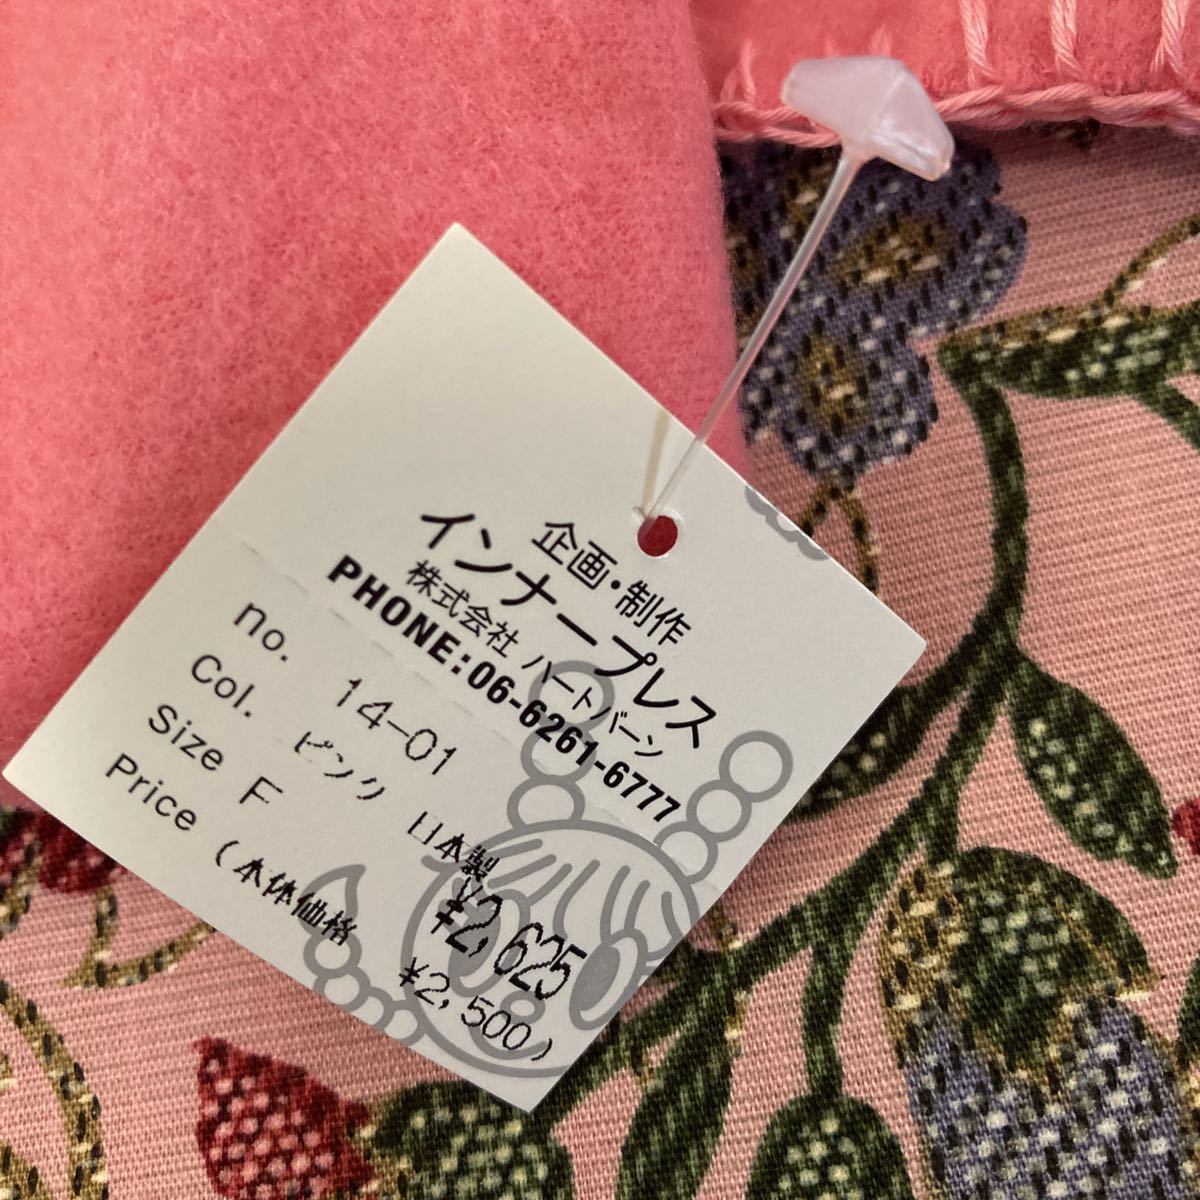 企画・制作
インナープレス
株式会社 ハートバーン
PHONE:06-6261-6777
no. 14-01
Col. ピンク 日本製
Size F
Price ¥2,625
(本体価格 ¥2,500)